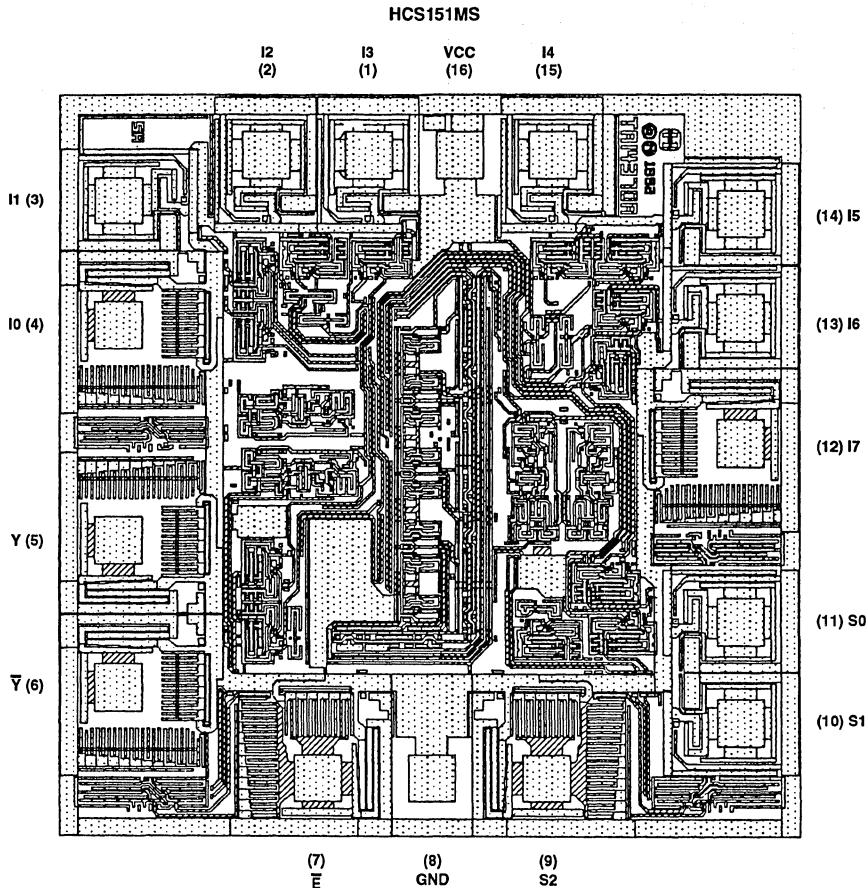 HCS151MS
I2 I3 VCC I4
(2) (1) (16) (15)
I1 (3)
(14) I5
I0 (4)
(13) I6
(12) I7
Y (5)
(11) S0
Y̅ (6)
(10) S1
(7) (8) (9)
E̅ GND S2